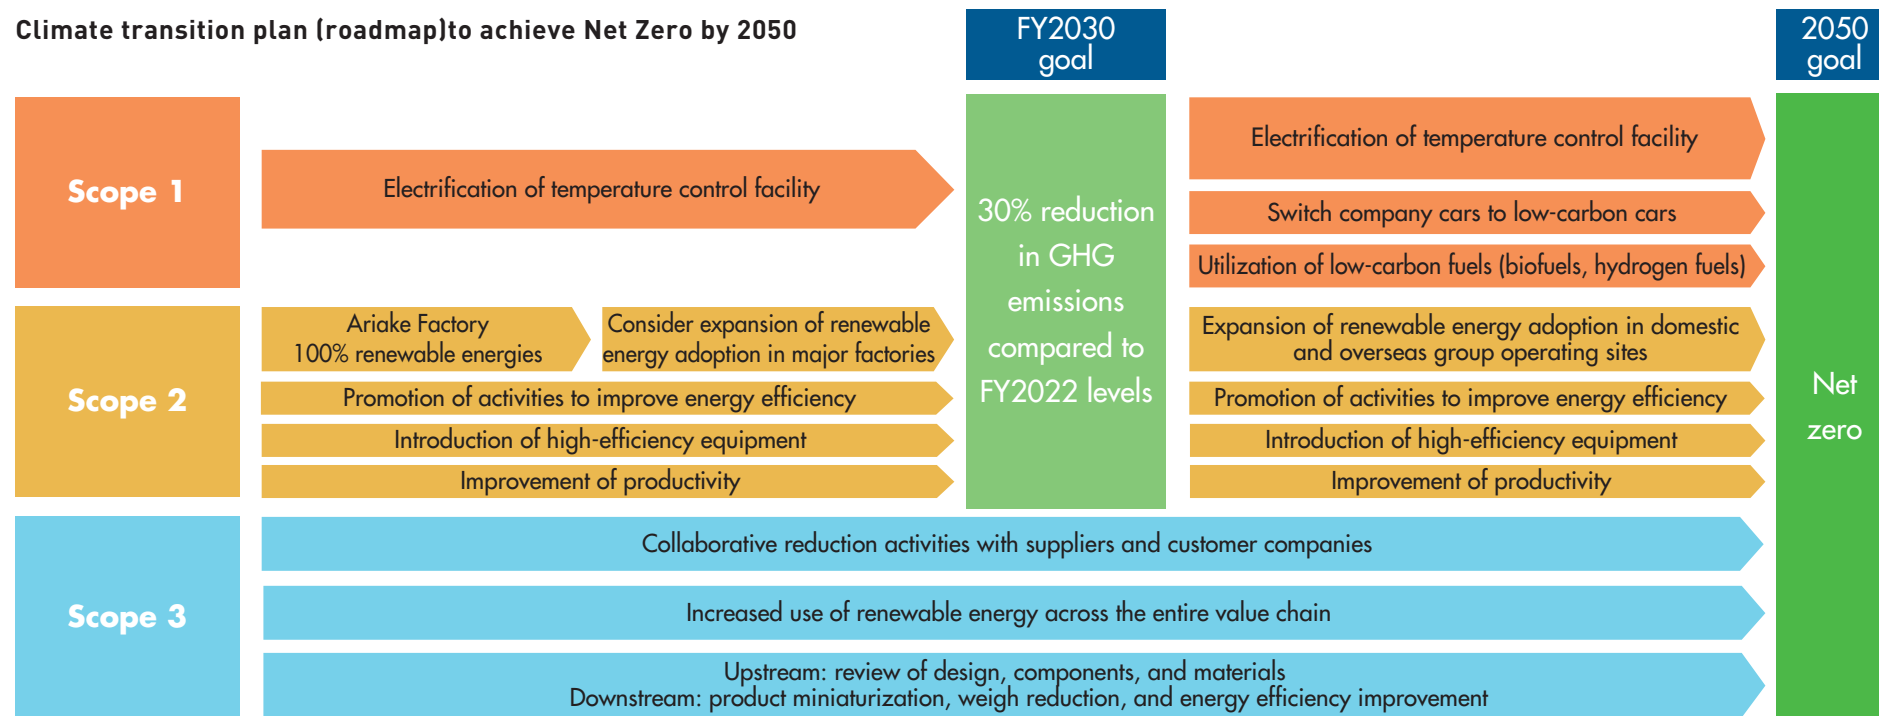 Climate transition plan (roadmap)to achieve Net Zero by 2050
FY2030
goal
2050
goal
Scope 1
Electrification of temperature control facility
30% reduction
in GHG
emissions
compared to
FY2022 levels
Electrification of temperature control facility
Switch company cars to low-carbon cars
Utilization of low-carbon fuels (biofuels, hydrogen fuels)
Scope 2
Ariake Factory
100% renewable energies
Consider expansion of renewable
energy adoption in major factories
Promotion of activities to improve energy efficiency
Introduction of high-efficiency equipment
Improvement of productivity
Expansion of renewable energy adoption in domestic
and overseas group operating sites
Promotion of activities to improve energy efficiency
Introduction of high-efficiency equipment
Improvement of productivity
Net
zero
Scope 3
Collaborative reduction activities with suppliers and customer companies
Increased use of renewable energy across the entire value chain
Upstream: review of design, components, and materials
Downstream: product miniaturization, weigh reduction, and energy efficiency improvement